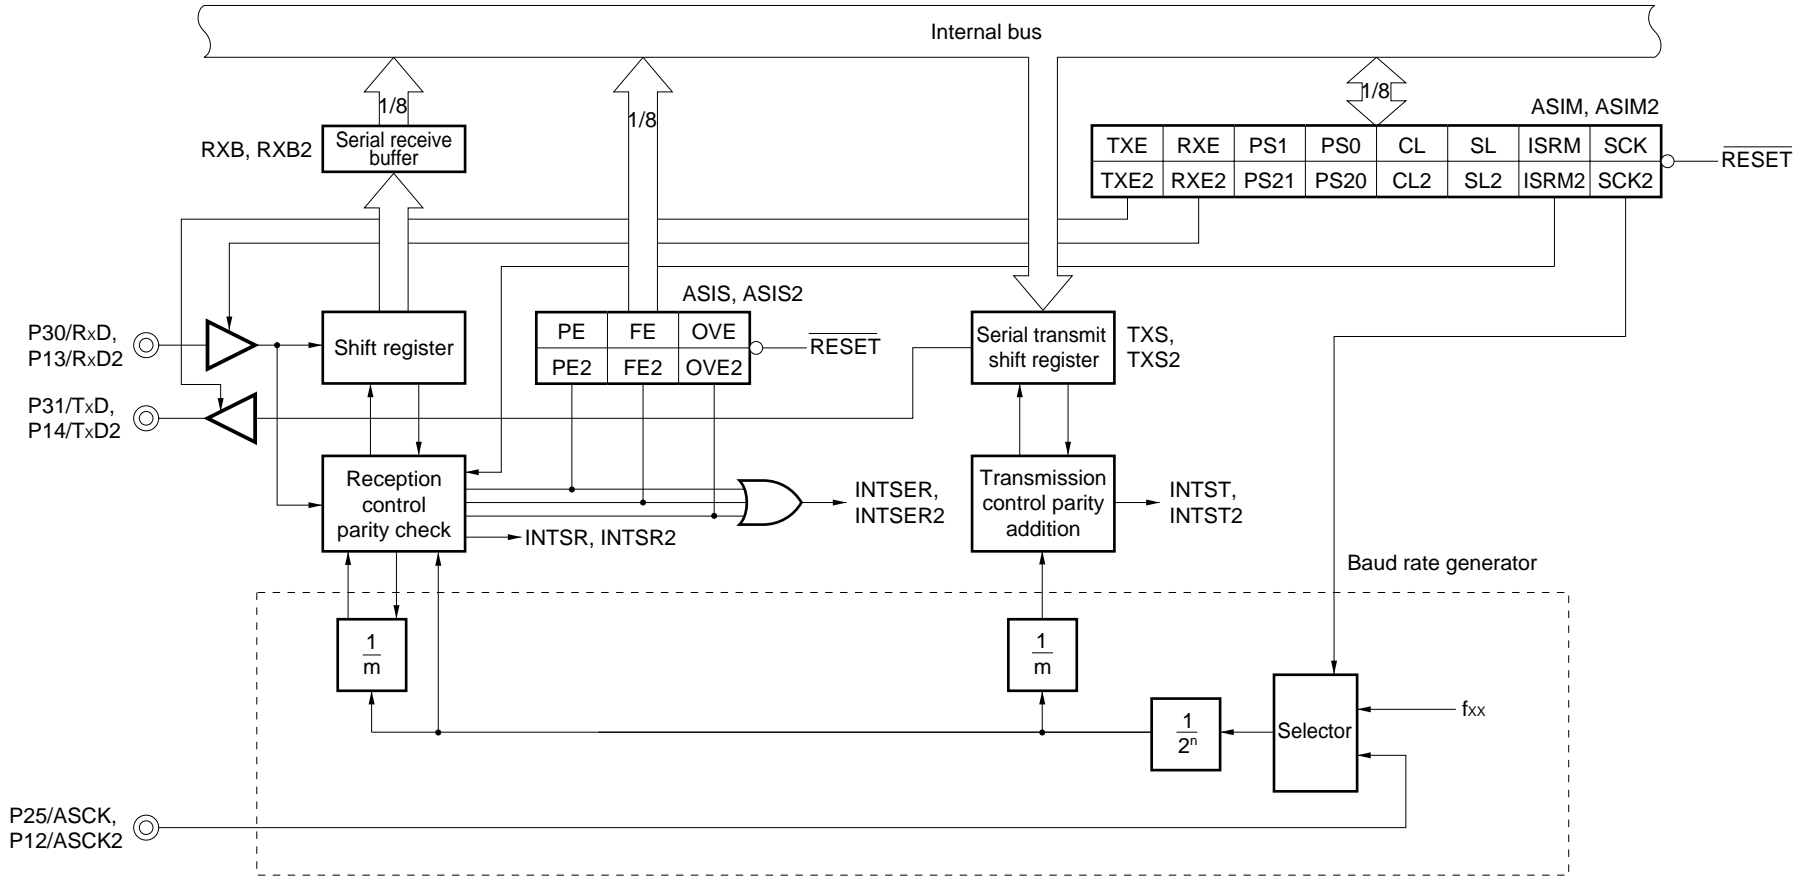 Internal bus
1/8
1/8
1/8
ASIM, ASIM2
RXB, RXB2
Serial receive
buffer
TXE RXE PS1 PS0 CL SL ISRM SCK
TXE2 RXE2 PS21 PS20 CL2 SL2 ISRM2 SCK2
RESET
ASIS, ASIS2
P30/RxD,
P13/RxD2
Shift register
PE FE OVE
PE2 FE2 OVE2
RESET
Serial transmit
shift register
TXS,
TXS2
P31/TxD,
P14/TxD2
Reception
control
parity check
INTSER,
INTSER2
INTSR, INTSR2
Transmission
control parity
addition
INTST,
INTST2
Baud rate generator
1
m
1
m
1
2n
Selector
fxx
P25/ASCK,
P12/ASCK2